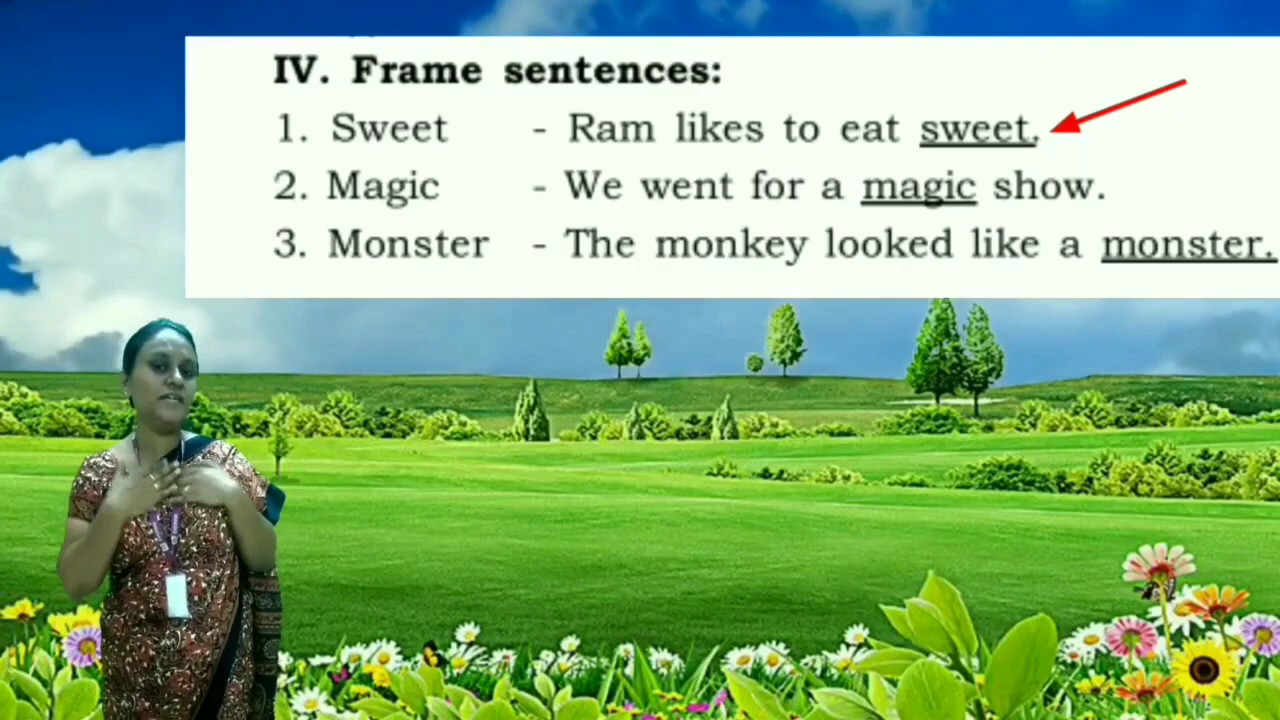 IV. Frame sentences:
1. Sweet - Ram likes to eat sweet.
2. Magic - We went for a magic show.
3. Monster - The monkey looked like a monster.